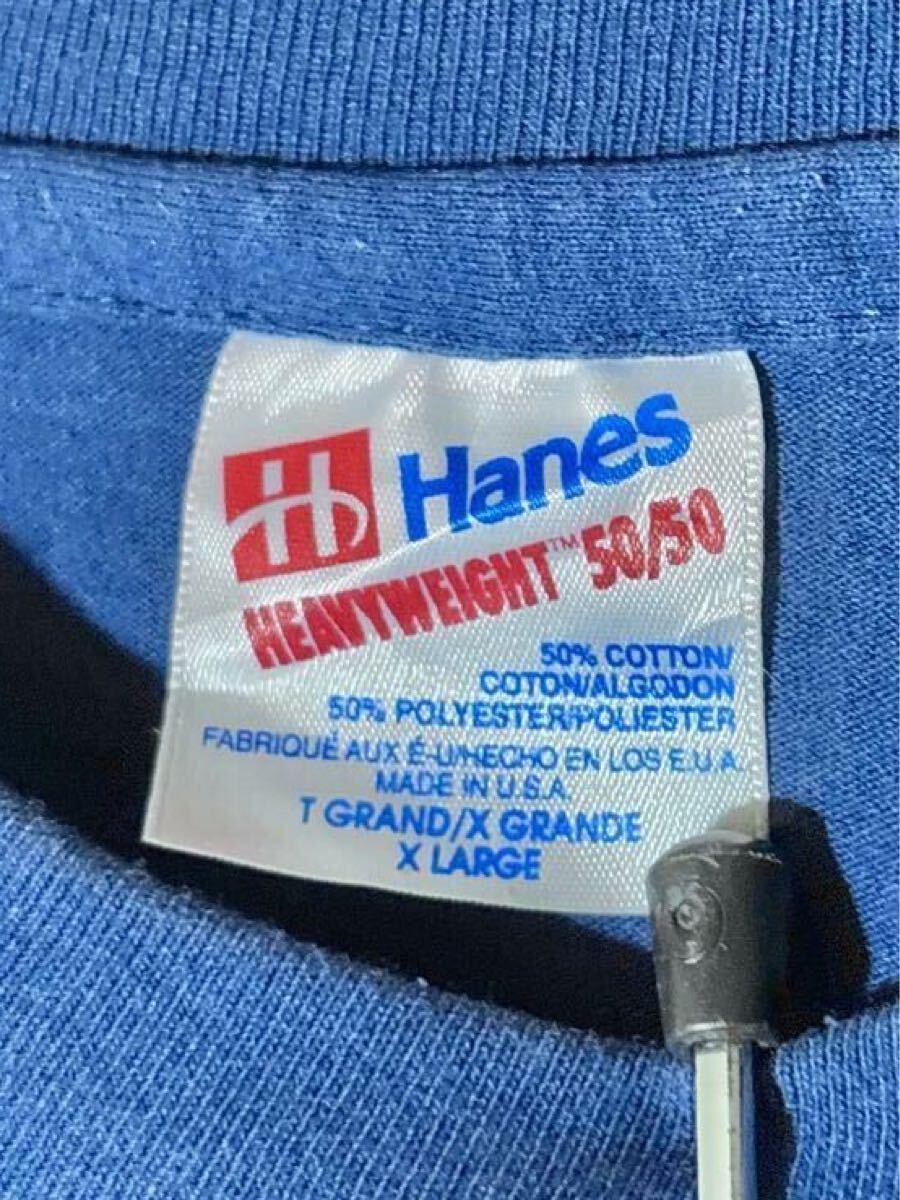 H Hanes
HEAVYWEIGHT™ 50/50
50% COTTON/
COTON/ALGODON
50% POLYESTER/POLIESTER
FABRIQUÉ AUX É-U/HECHO EN LOS E.U.A.
MADE IN U.S.A.
T GRAND/X GRANDE
X LARGE